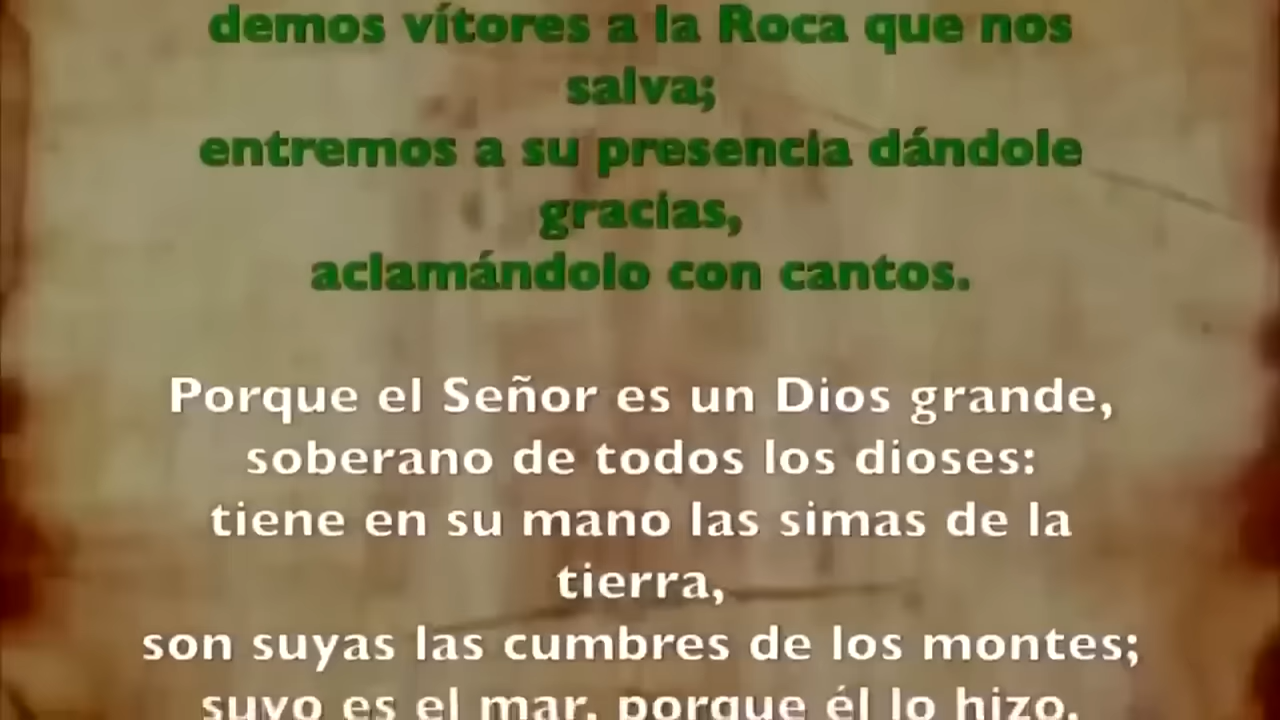 demos vítores a la Roca que nos
salva;
entremos a su presencia dándole
gracias,
aclamándolo con cantos.
Porque el Señor es un Dios grande,
soberano de todos los dioses:
tiene en su mano las simas de la
tierra,
son suyas las cumbres de los montes;
suyo es el mar, porque él lo hizo,